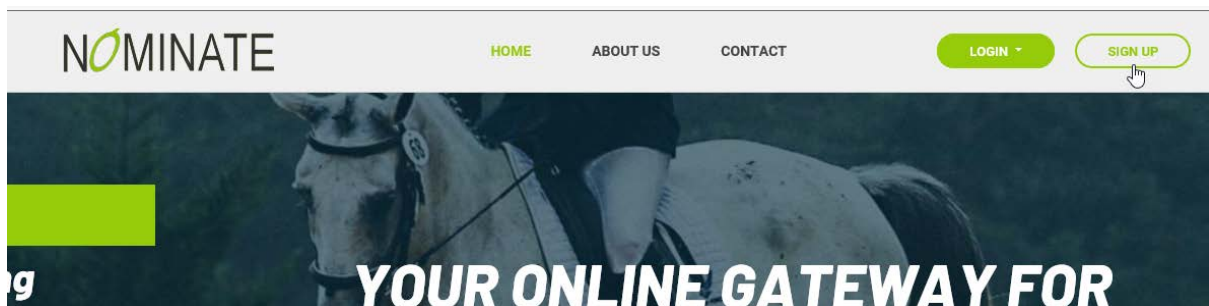 NOMINATE
HOME ABOUT US CONTACT
LOGIN SIGN UP
YOUR ONLINE GATEWAY FOR